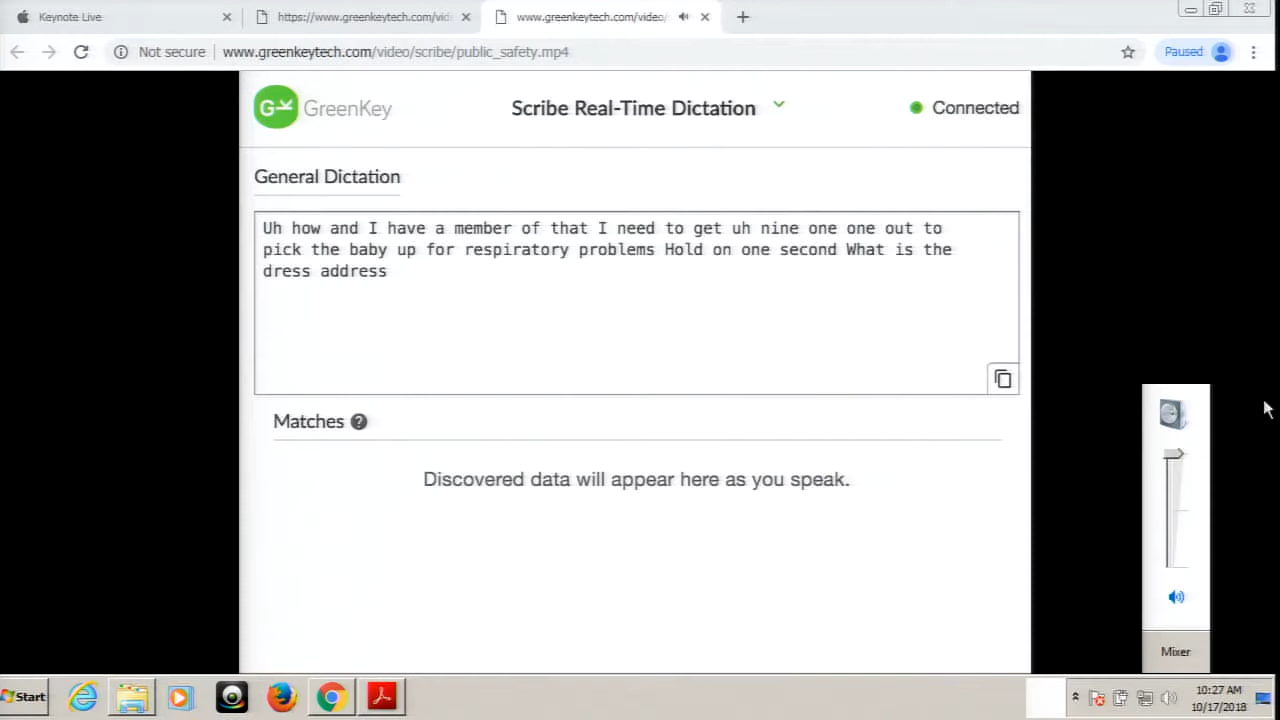 Keynote Live
https://www.greenkeytech.com/vid
www.greenkeytech.com/video/
Not secure
www.greenkeytech.com/video/scribe/public_safety.mp4
Paused
GK GreenKey
Scribe Real-Time Dictation
Connected
General Dictation
Uh how and I have a member of that I need to get uh nine one one out to
pick the baby up for respiratory problems Hold on one second What is the
dress address
Matches ?
Discovered data will appear here as you speak.
Mixer
Start
10:27 AM
10/17/2018